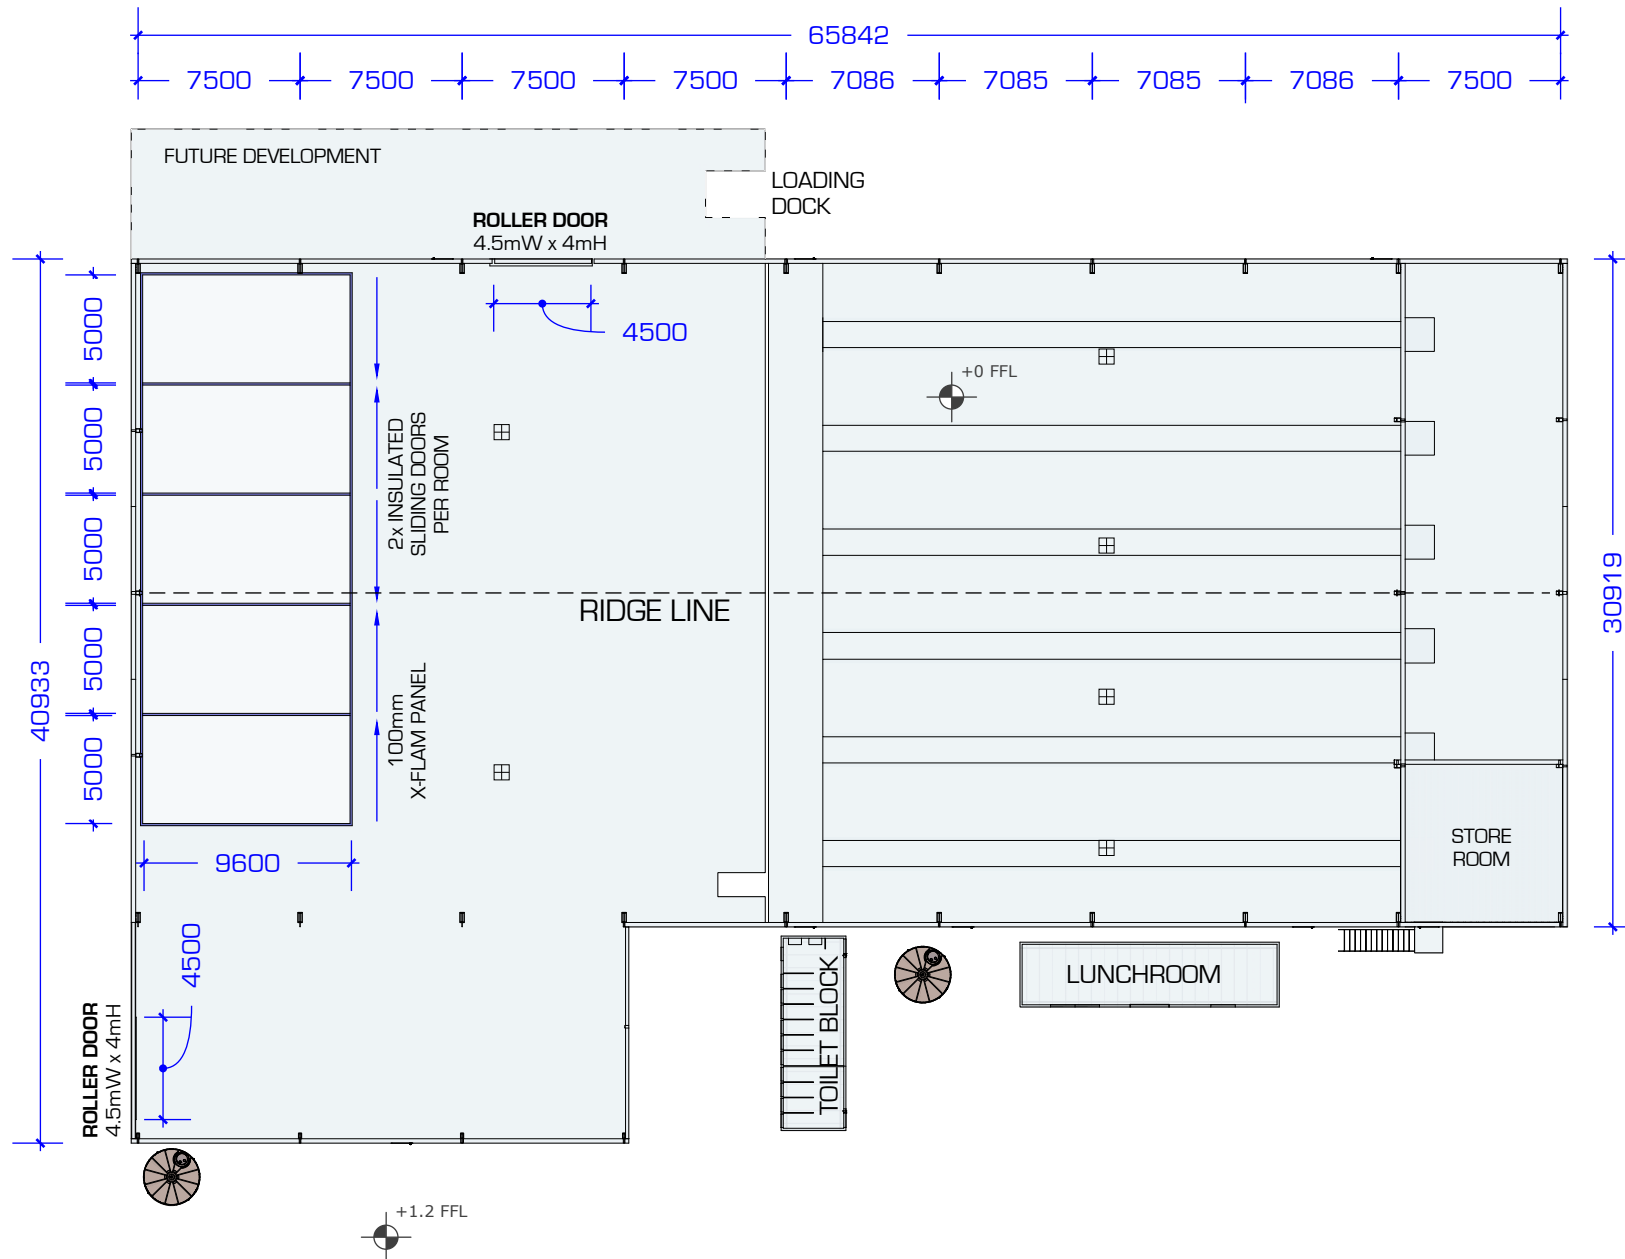 65842
7500 7500 7500 7500 7086 7085 7085 7086 7500
FUTURE DEVELOPMENT
LOADING
DOCK
ROLLER DOOR
4.5mW x 4mH
4500
+0 FFL
5000
5000
5000
5000
5000
2x INSULATED
SLIDING DOORS
PER ROOM
RIDGE LINE
30919
40933
100mm
X-FLAM PANEL
9600
STORE
ROOM
4500
ROLLER DOOR
4.5mW x 4mH
TOILET BLOCK
LUNCHROOM
+1.2 FFL